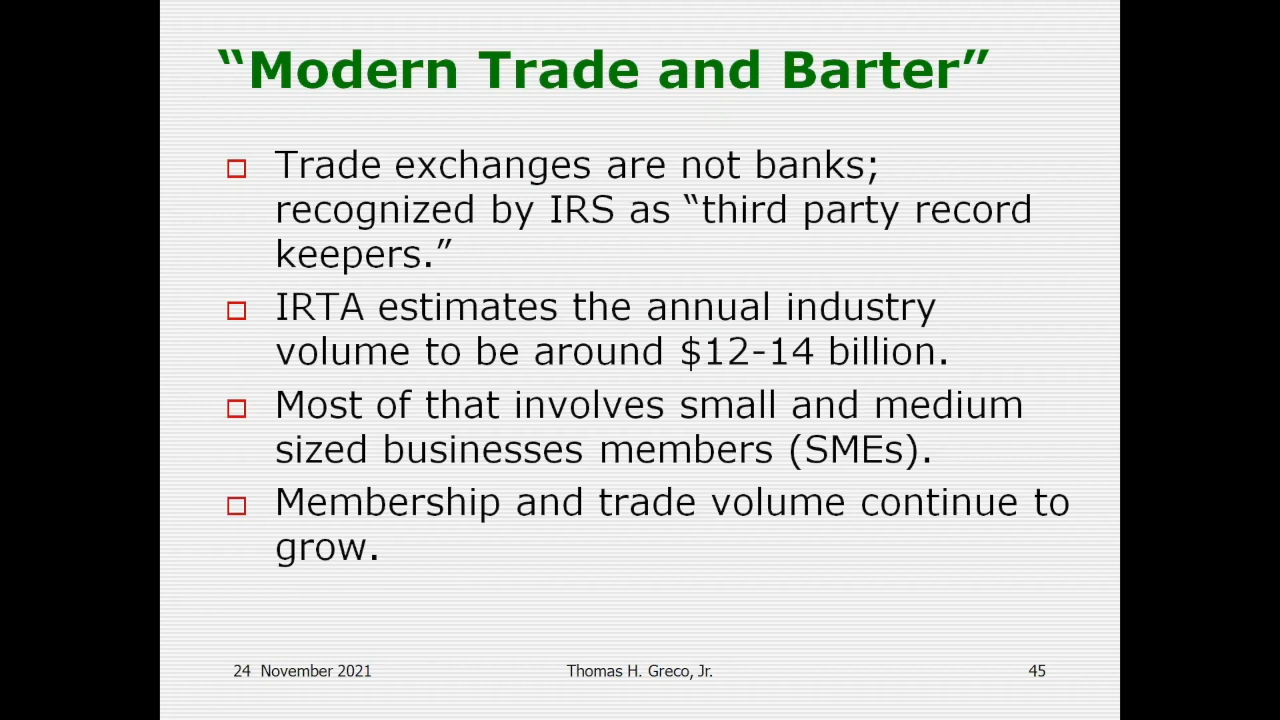 “Modern Trade and Barter”
Trade exchanges are not banks;
recognized by IRS as “third party record
keepers.”
IRTA estimates the annual industry
volume to be around $12-14 billion.
Most of that involves small and medium
sized businesses members (SMEs).
Membership and trade volume continue to
grow.
24  November 2021
Thomas H. Greco, Jr.
45